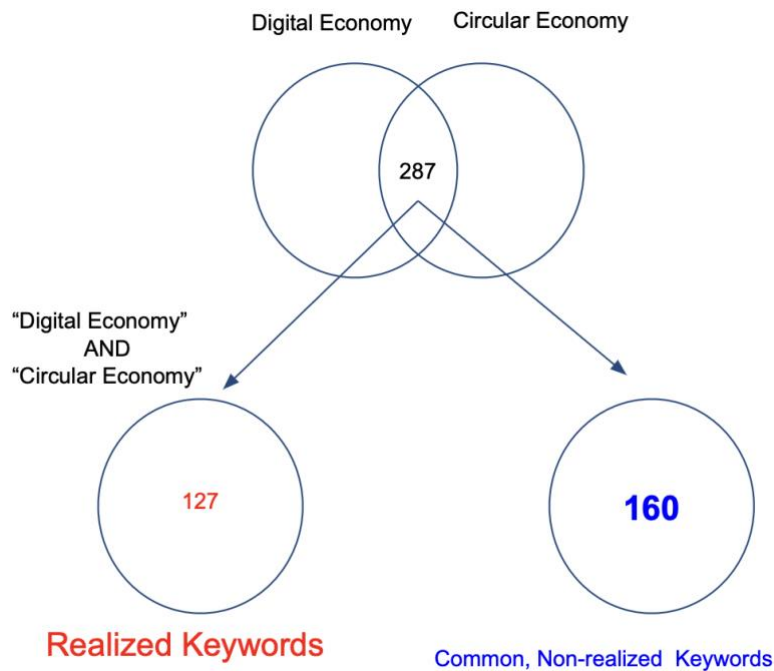 Digital Economy
Circular Economy
287
“Digital Economy”
AND
“Circular Economy”
127
160
Realized Keywords
Common, Non-realized Keywords